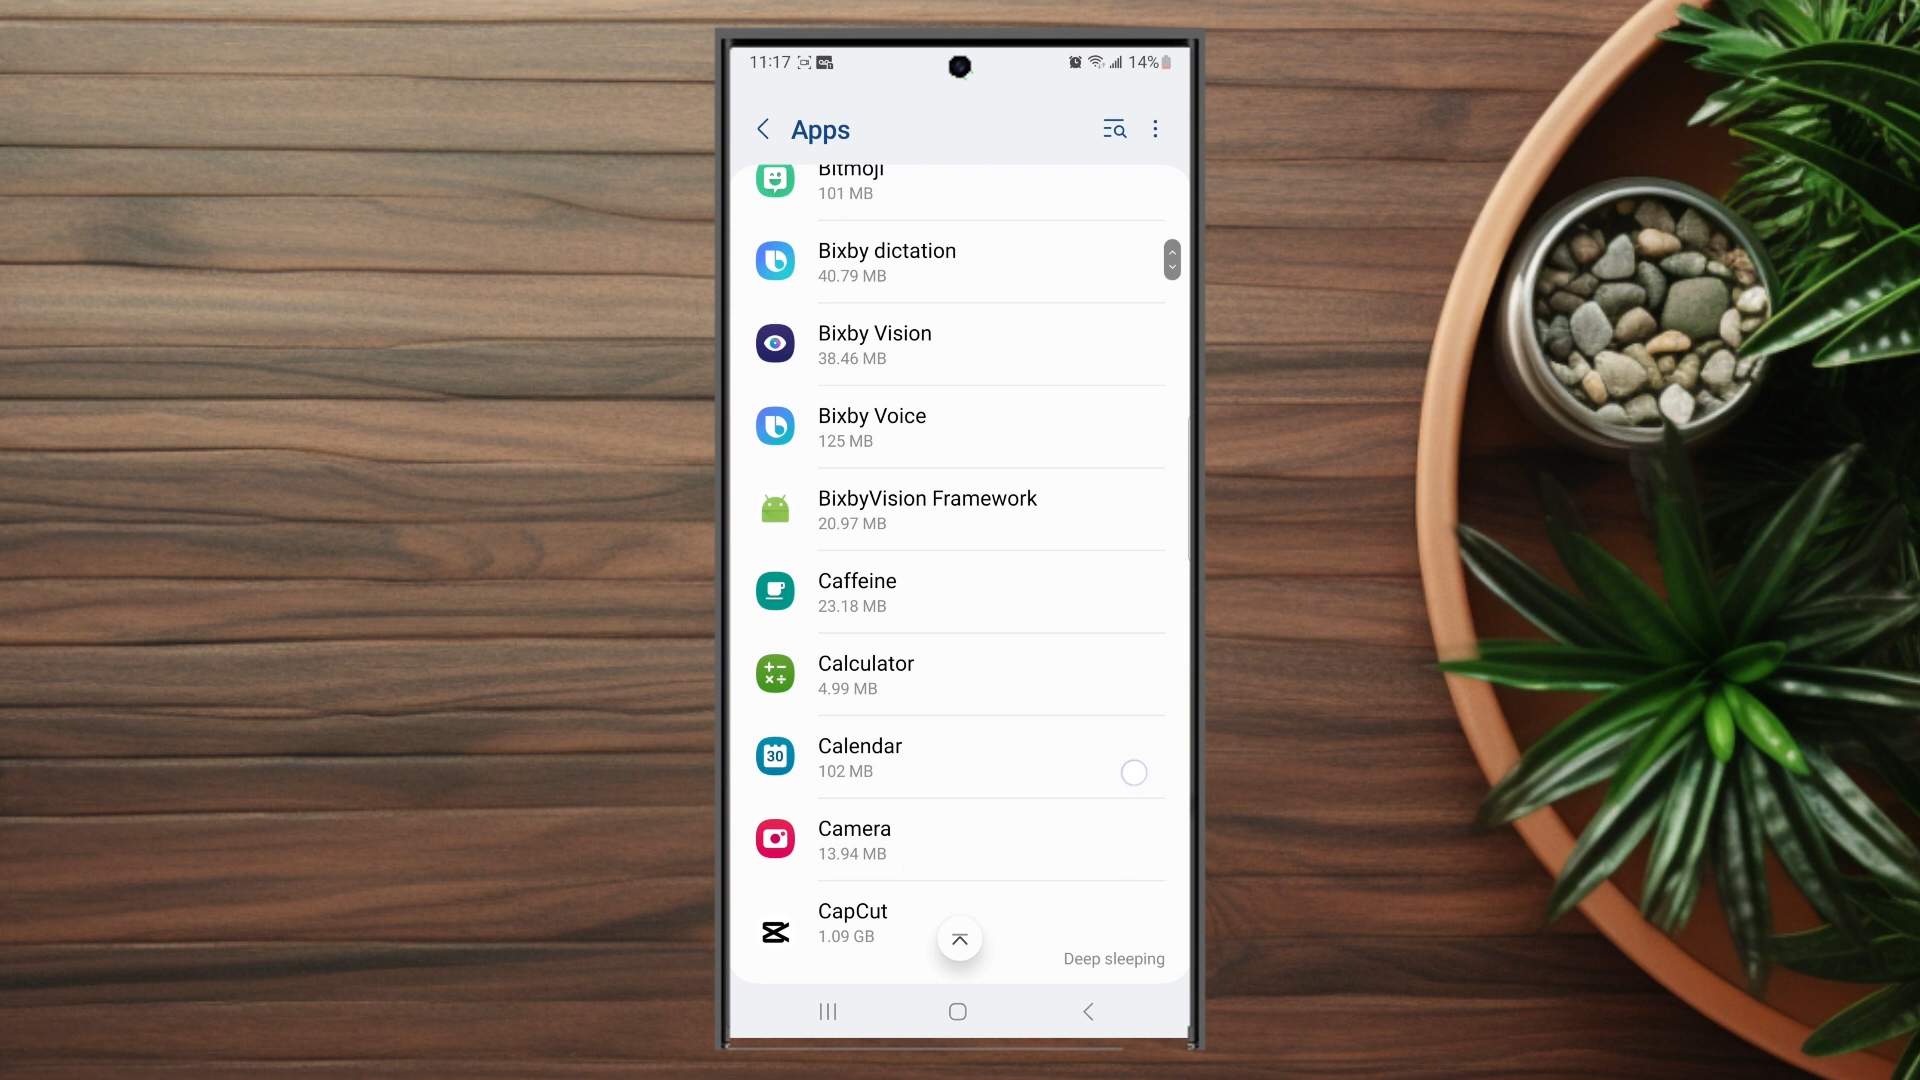 11:17
14%
Apps
Bitmoji
101 MB
Bixby dictation
40.79 MB
Bixby Vision
38.46 MB
Bixby Voice
125 MB
BixbyVision Framework
20.97 MB
Caffeine
23.18 MB
Calculator
4.99 MB
30
Calendar
102 MB
Camera
13.94 MB
CapCut
1.09 GB
Deep sleeping